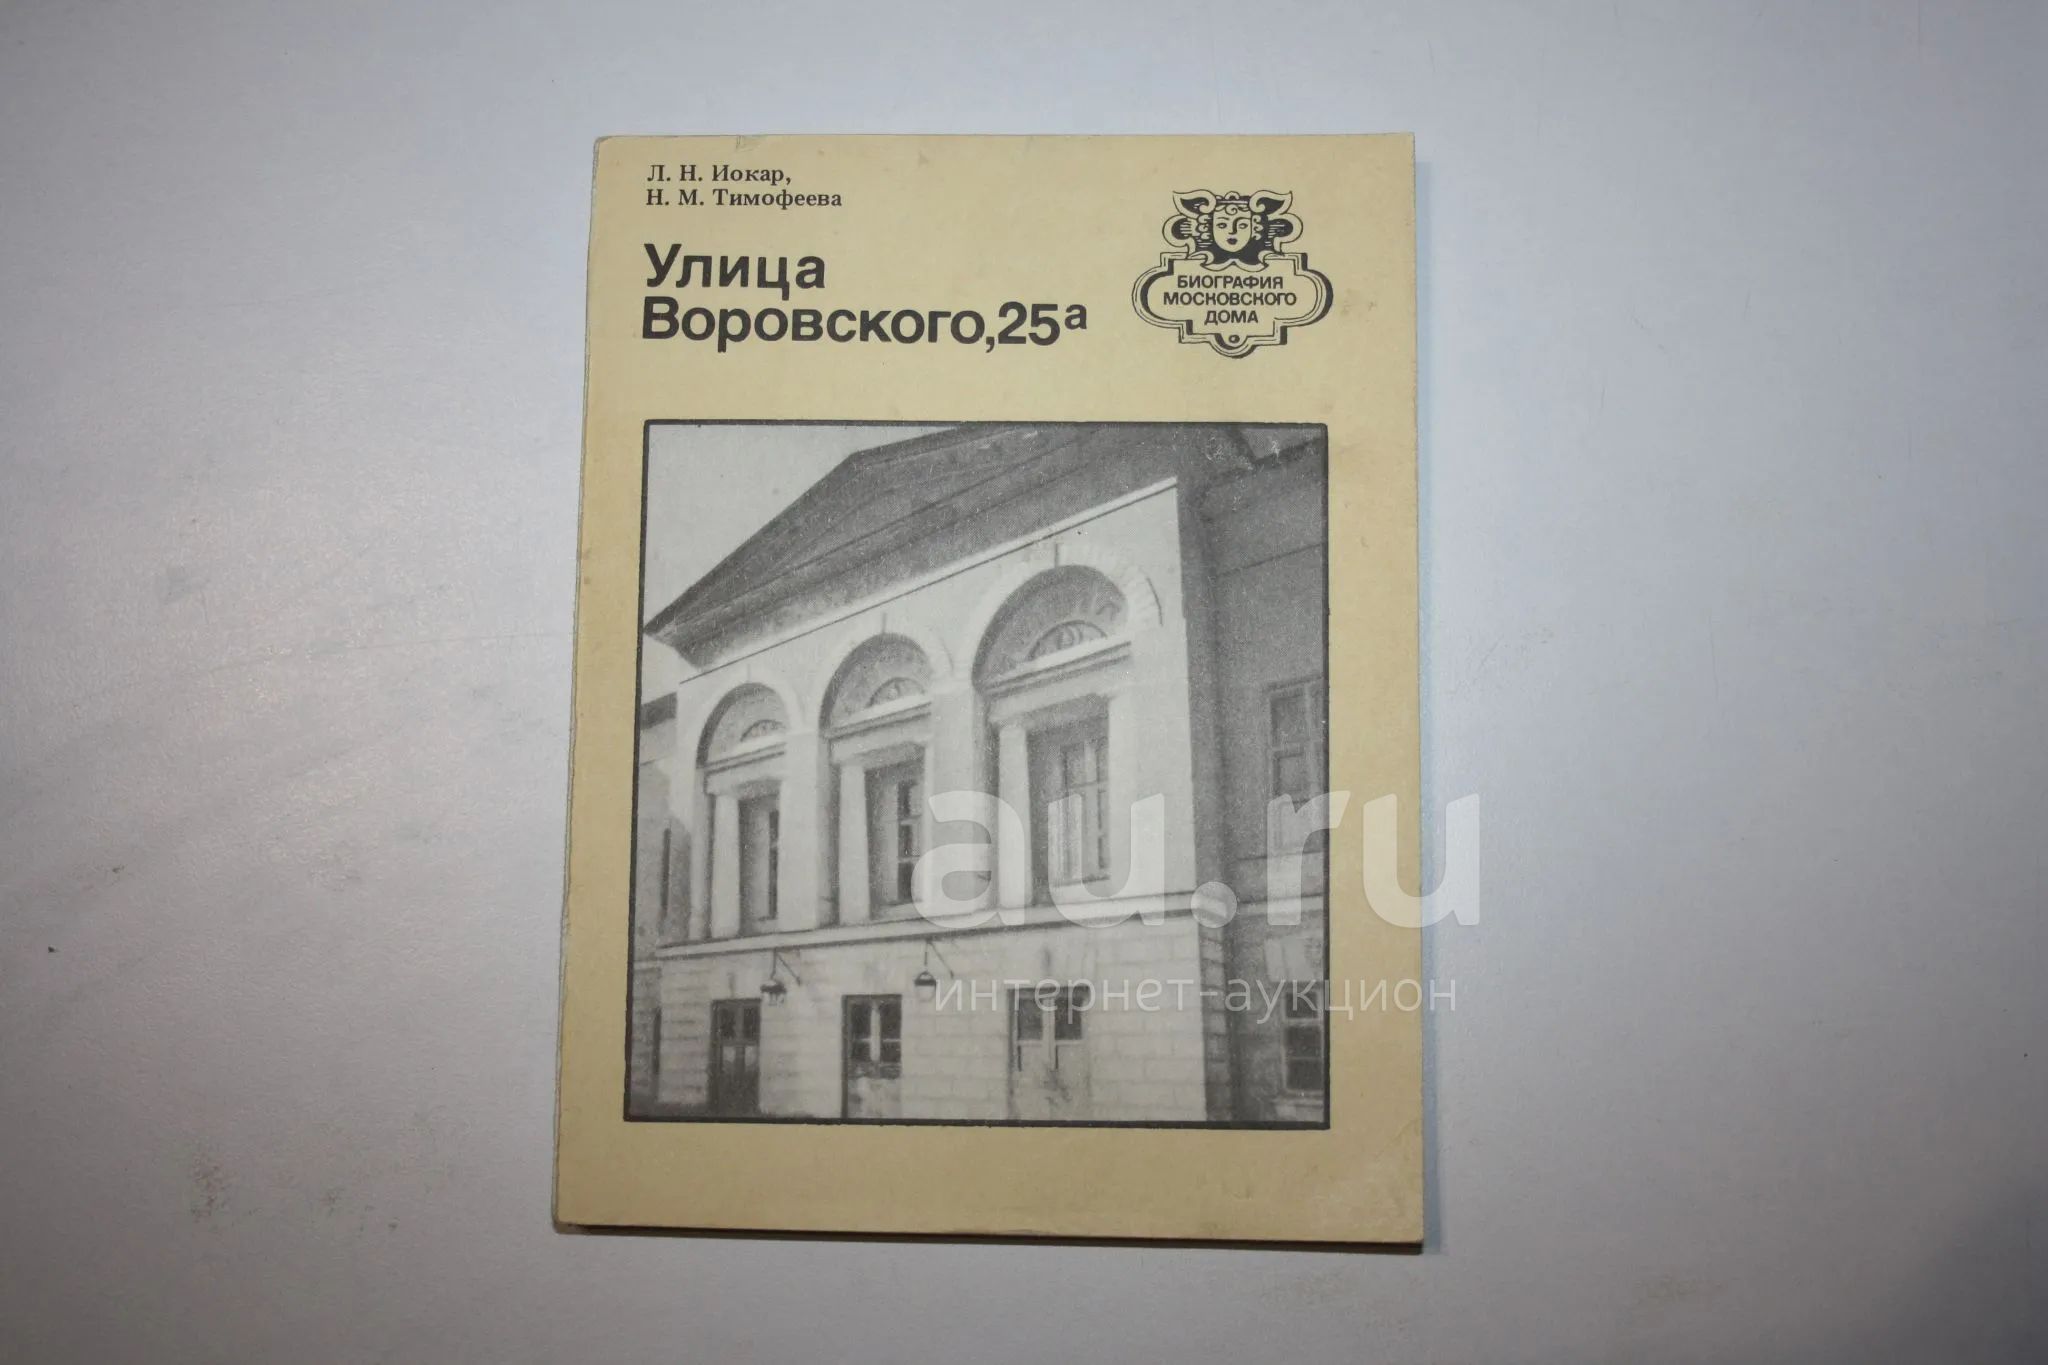 Л. Н. Иокар,
Н. М. Тимофеева
Улица
Воровского, 25а
БИОГРАФИЯ
МОСКОВСКОГО
ДОМА
au.ru
интернет-аукцион